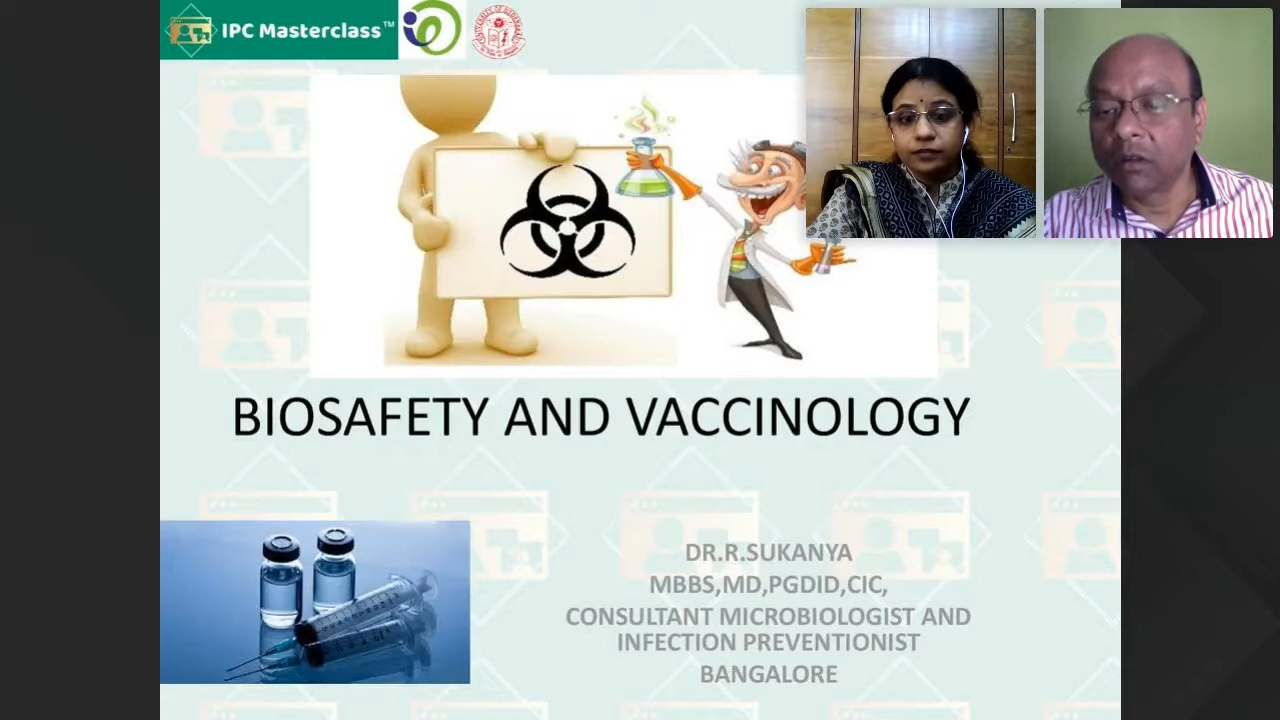 IPC Masterclass™
BIOSAFETY AND VACCINOLOGY
DR.R.SUKANYA
MBBS,MD,PGDID,CIC,
CONSULTANT MICROBIOLOGIST AND
INFECTION PREVENTIONIST
BANGALORE